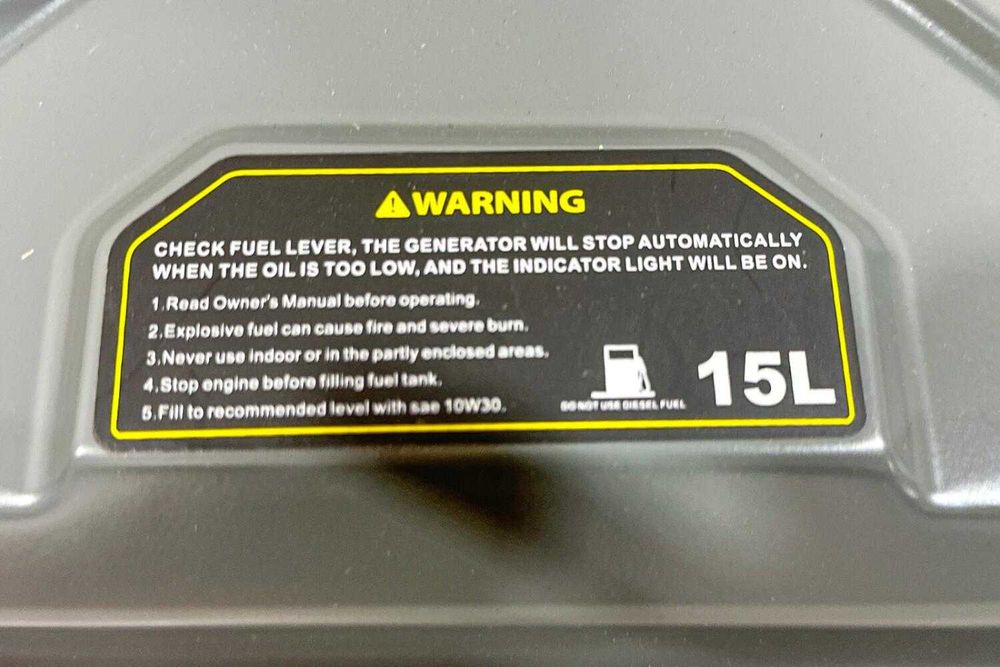 WARNING
CHECK FUEL LEVER, THE GENERATOR WILL STOP AUTOMATICALLY
WHEN THE OIL IS TOO LOW, AND THE INDICATOR LIGHT WILL BE ON.
1.Read Owner's Manual before operating.
2.Explosive fuel can cause fire and severe burn.
3.Never use indoor or in the partly enclosed areas.
4.Stop engine before filling fuel tank.
5.Fill to recommended level with sae 10W30.
DO NOT USE DIESEL FUEL
15L